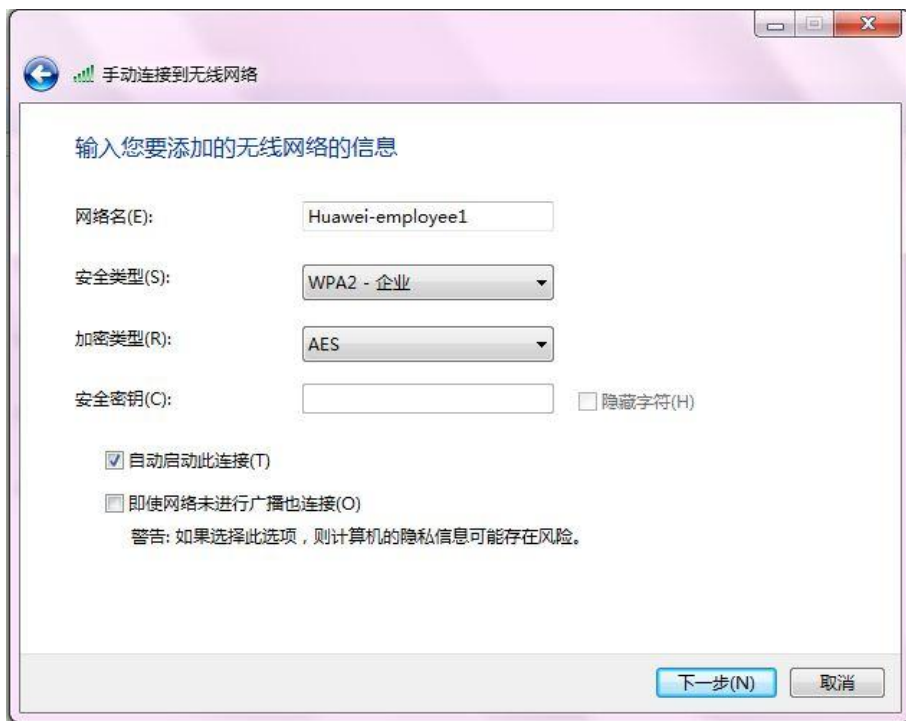 手动连接到无线网络
输入您要添加的无线网络的信息
网络名(E): Huawei-employee1
安全类型(S): WPA2 - 企业
加密类型(R): AES
安全密钥(C): 隐藏字符(H)
自动启动此连接(T)
即使网络未进行广播也连接(O)
警告: 如果选择此选项，则计算机的隐私信息可能存在风险。
下一步(N) 取消